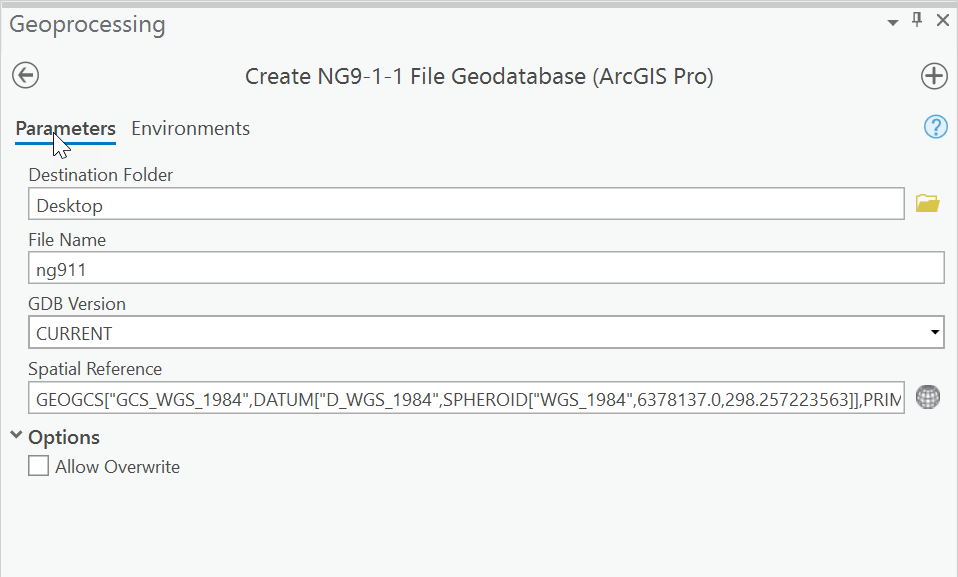 Geoprocessing
Create NG9-1-1 File Geodatabase (ArcGIS Pro)
Parameters Environments
?
Destination Folder
Desktop
File Name
ng911
GDB Version
CURRENT
Spatial Reference
GEOGCS["GCS_WGS_1984",DATUM["D_WGS_1984",SPHEROID["WGS_1984",6378137.0,298.257223563]],PRIM
Options
Allow Overwrite